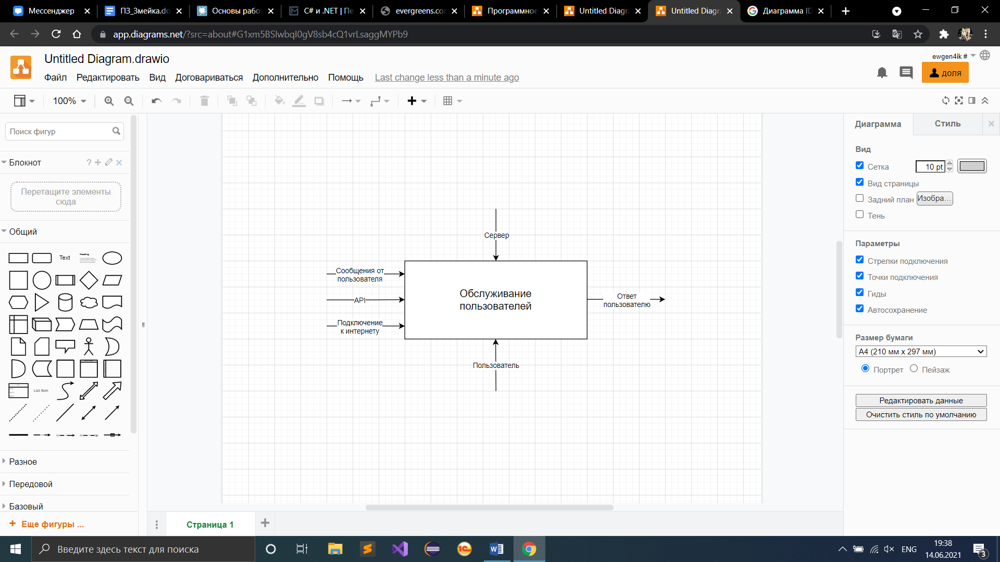 Мессенджер
ПЗ_Змейка.do
Основы рабо
C# и .NET | Пе
evergreens.co
Программное
Untitled Diagr
Untitled Diagr
Диаграмма ID
app.diagrams.net/?src=about#G1xm5BSlwbqI0gV8sb4cQ1vrLsaggMYPb9
Untitled Diagram.drawio
ewgen4ik #
Файл Редактировать Вид Договариваться Дополнительно Помощь Last change less than a minute ago
доля
100%
Поиск фигур
Блокнот
?
Перетащите элементы
сюда
Общий
Text
Heading
List Item
Разное
Передовой
Базовый
+ Еще фигуры ...
Сервер
Сообщения от
пользователя
API
Подключение
к интернету
Обслуживание
пользователей
Ответ
пользователю
Пользователь
Страница 1
Диаграмма
Стиль
Вид
Сетка
10 pt
Вид страницы
Задний план
Изобра...
Тень
Параметры
Стрелки подключения
Точки подключения
Гиды
Автосохранение
Размер бумаги
A4 (210 мм x 297 мм)
Портрет
Пейзаж
Редактировать данные
Очистить стиль по умолчанию
Введите здесь текст для поиска
ENG
19:38
14.06.2021
3